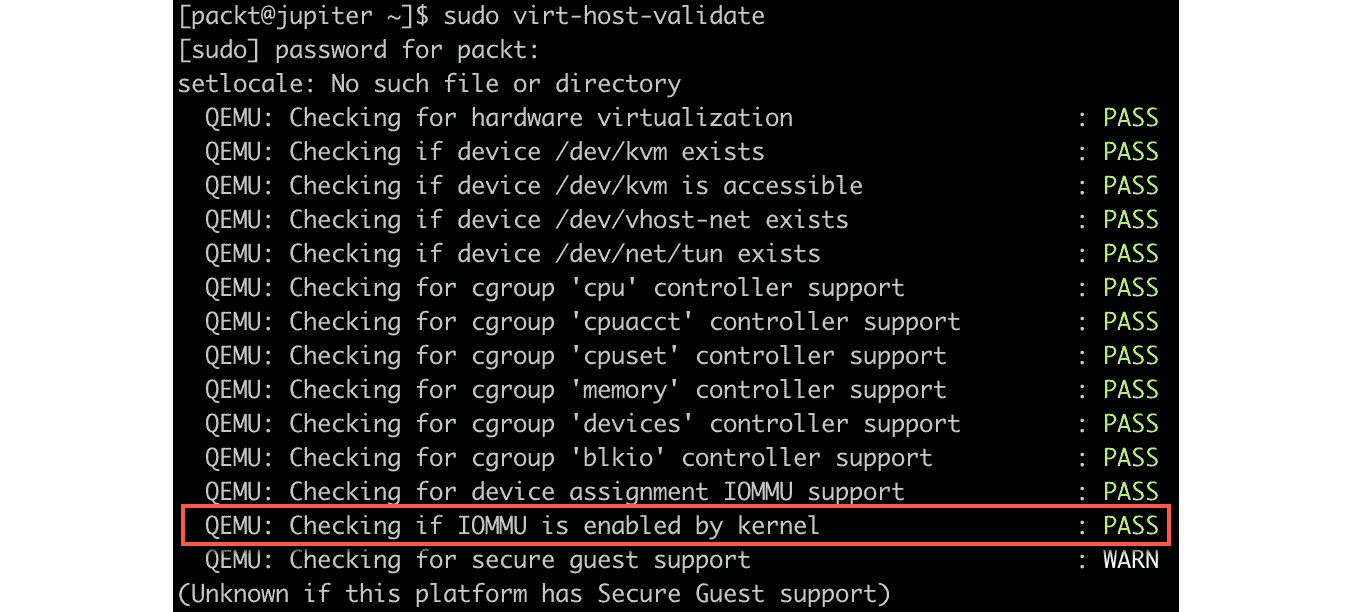 [packt@jupiter ~]$ sudo virt-host-validate
[sudo] password for packt:
setlocale: No such file or directory
QEMU: Checking for hardware virtualization : PASS
QEMU: Checking if device /dev/kvm exists : PASS
QEMU: Checking if device /dev/kvm is accessible : PASS
QEMU: Checking if device /dev/vhost-net exists : PASS
QEMU: Checking if device /dev/net/tun exists : PASS
QEMU: Checking for cgroup 'cpu' controller support : PASS
QEMU: Checking for cgroup 'cpuacct' controller support : PASS
QEMU: Checking for cgroup 'cpuset' controller support : PASS
QEMU: Checking for cgroup 'memory' controller support : PASS
QEMU: Checking for cgroup 'devices' controller support : PASS
QEMU: Checking for cgroup 'blkio' controller support : PASS
QEMU: Checking for device assignment IOMMU support : PASS
QEMU: Checking if IOMMU is enabled by kernel : PASS
QEMU: Checking for secure guest support : WARN
(Unknown if this platform has Secure Guest support)